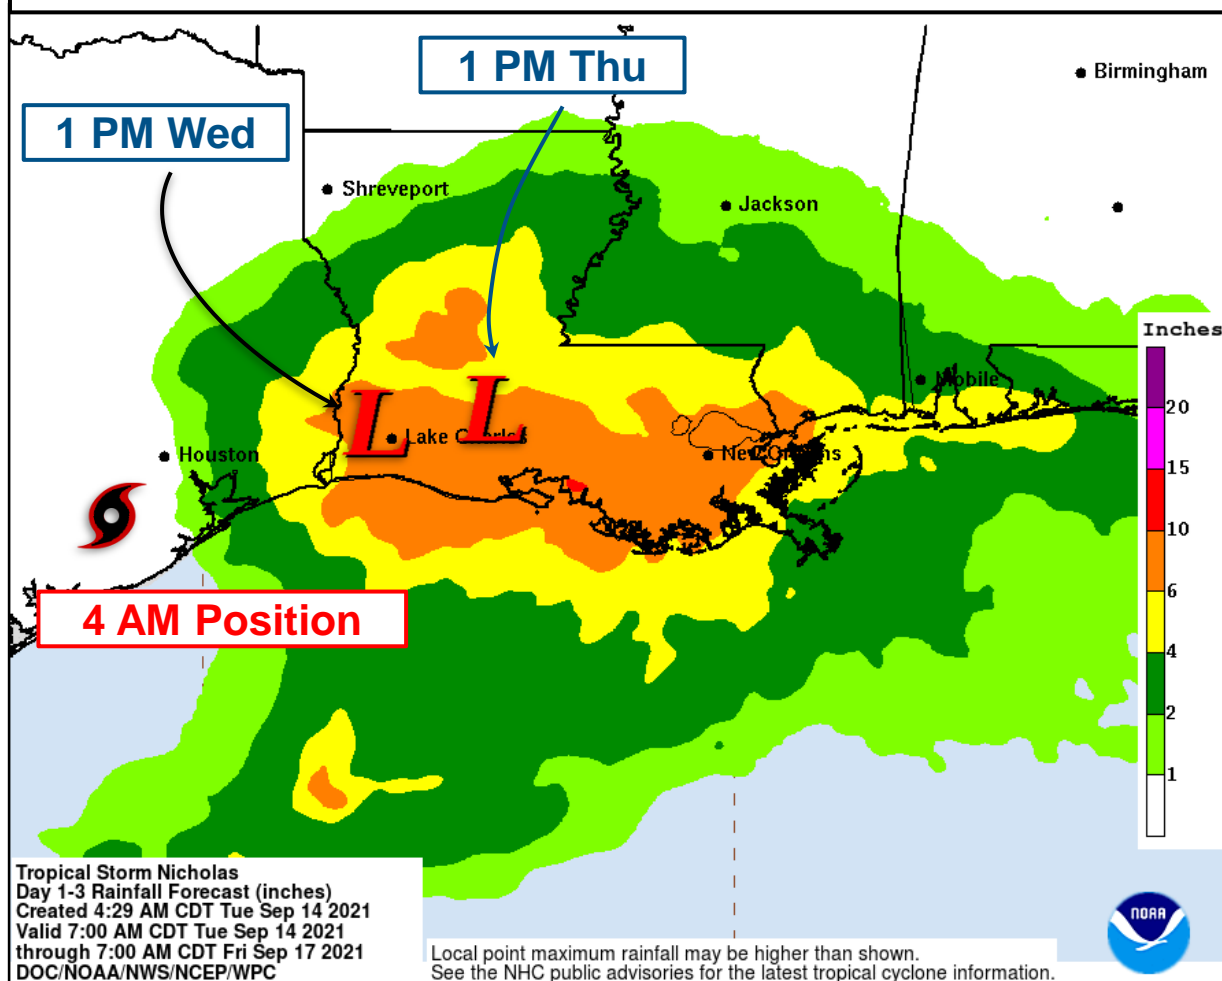 1 PM Thu
Birmingham
1 PM Wed
Shreveport
Jackson
Inches
L
L
Mobile
20
Lake Charles
Houston
New Orleans
15
10
4 AM Position
6
4
2
1
Tropical Storm Nicholas
Day 1-3 Rainfall Forecast (inches)
Created 4:29 AM CDT Tue Sep 14 2021
Valid 7:00 AM CDT Tue Sep 14 2021
through 7:00 AM CDT Fri Sep 17 2021
DOC/NOAA/NWS/NCEP/WPC
Local point maximum rainfall may be higher than shown.
See the NHC public advisories for the latest tropical cyclone information.
NOAA